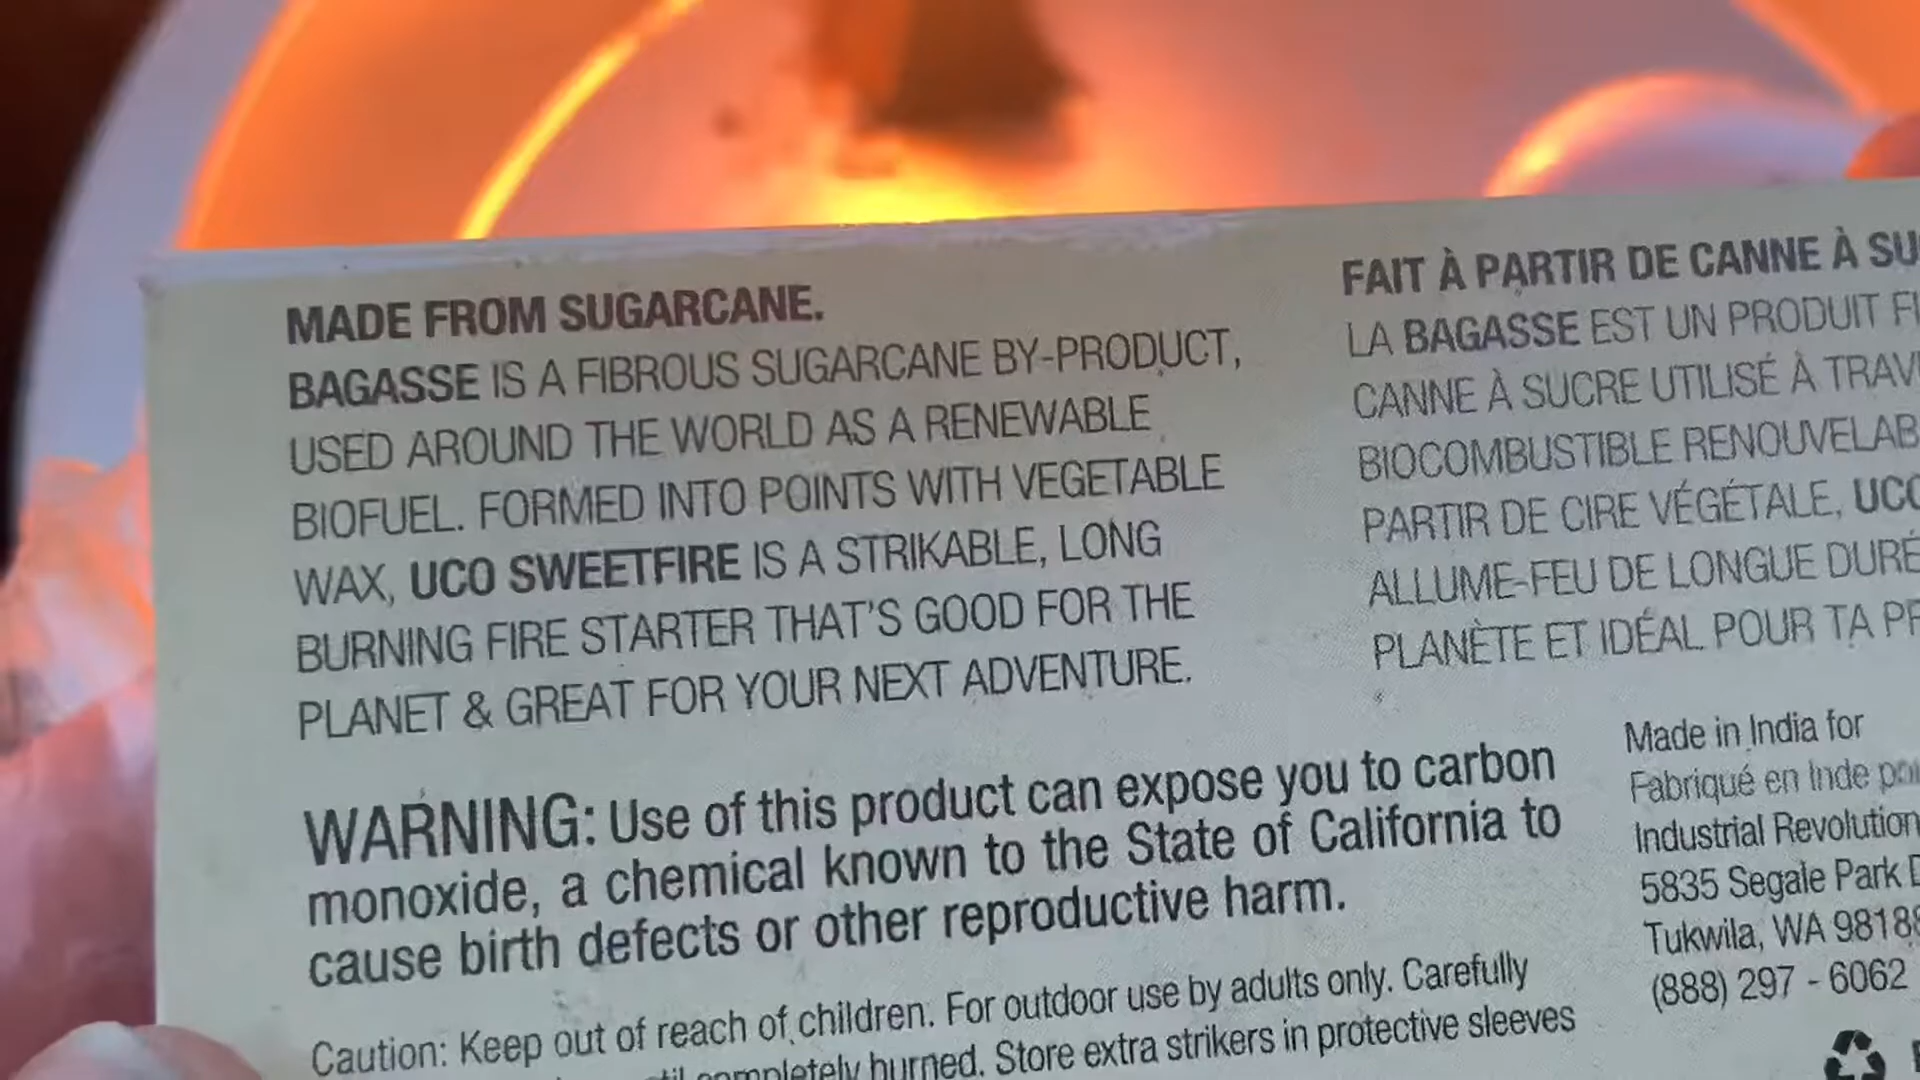 MADE FROM SUGARCANE.
BAGASSE IS A FIBROUS SUGARCANE BY-PRODUCT,
USED AROUND THE WORLD AS A RENEWABLE
BIOFUEL. FORMED INTO POINTS WITH VEGETABLE
WAX, UCO SWEETFIRE IS A STRIKABLE, LONG
BURNING FIRE STARTER THAT'S GOOD FOR THE
PLANET & GREAT FOR YOUR NEXT ADVENTURE.
WARNING: Use of this product can expose you to carbon
monoxide, a chemical known to the State of California to
cause birth defects or other reproductive harm.
Caution: Keep out of reach of children. For outdoor use by adults only. Carefully
completely burned. Store extra strikers in protective sleeves
FAIT À PARTIR DE CANNE À
LA BAGASSE EST UN PRODUIT
CANNE À SUCRE UTILISÉ À
PARTIR DE CIRE VÉGÉTALE, UCO
ALLUME-FEU DE LONGUE
PLANÈTE ET IDÉAL POUR TA
Made in India for
Fabriqué en Inde
Industrial Revolution
5835 Segale Park
Tukwila, WA 98188
(888) 297 - 6062